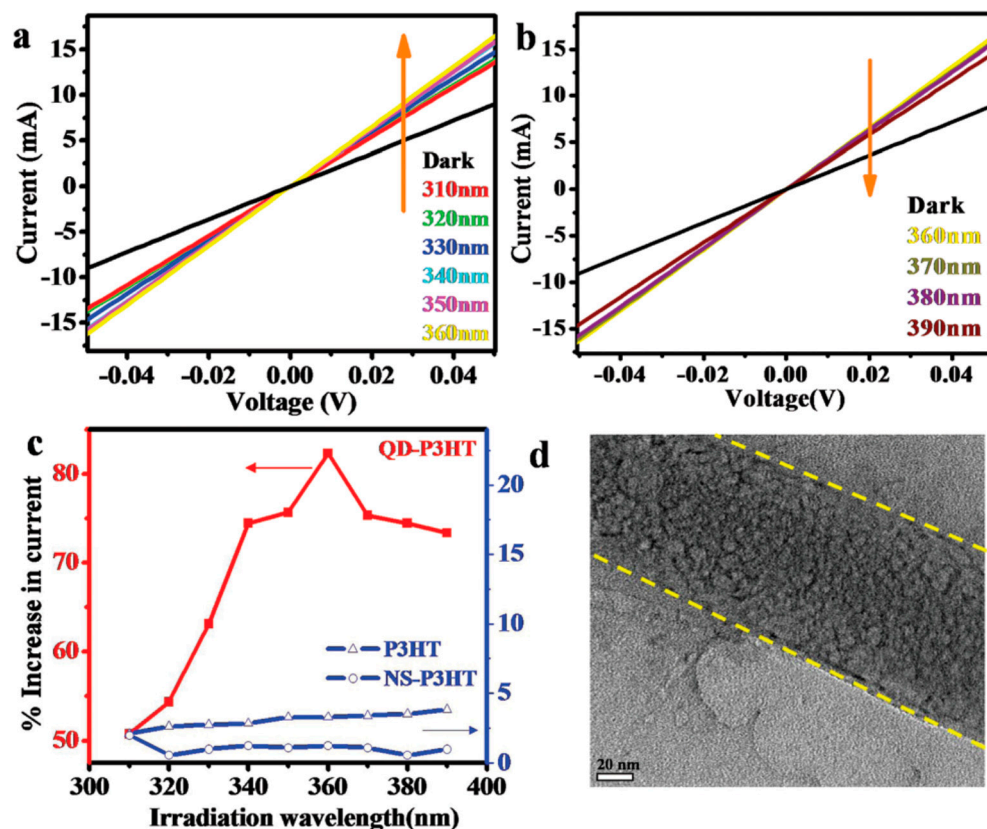 a
Current (mA)
15
10
5
0
-5
-10
-15
-0.04 -0.02 0.00 0.02 0.04
Voltage (V)
Dark
310nm
320nm
330nm
340nm
350nm
360nm
b
Current (mA)
15
10
5
0
-5
-10
-15
-0.04 -0.02 0.00 0.02 0.04
Voltage(V)
Dark
360nm
370nm
380nm
390nm
c
QD-P3HT
% Increase in current
80
70
60
50
20
15
10
5
0
P3HT
NS-P3HT
300 320 340 360 380 400
Irradiation wavelength(nm)
d
20 nm